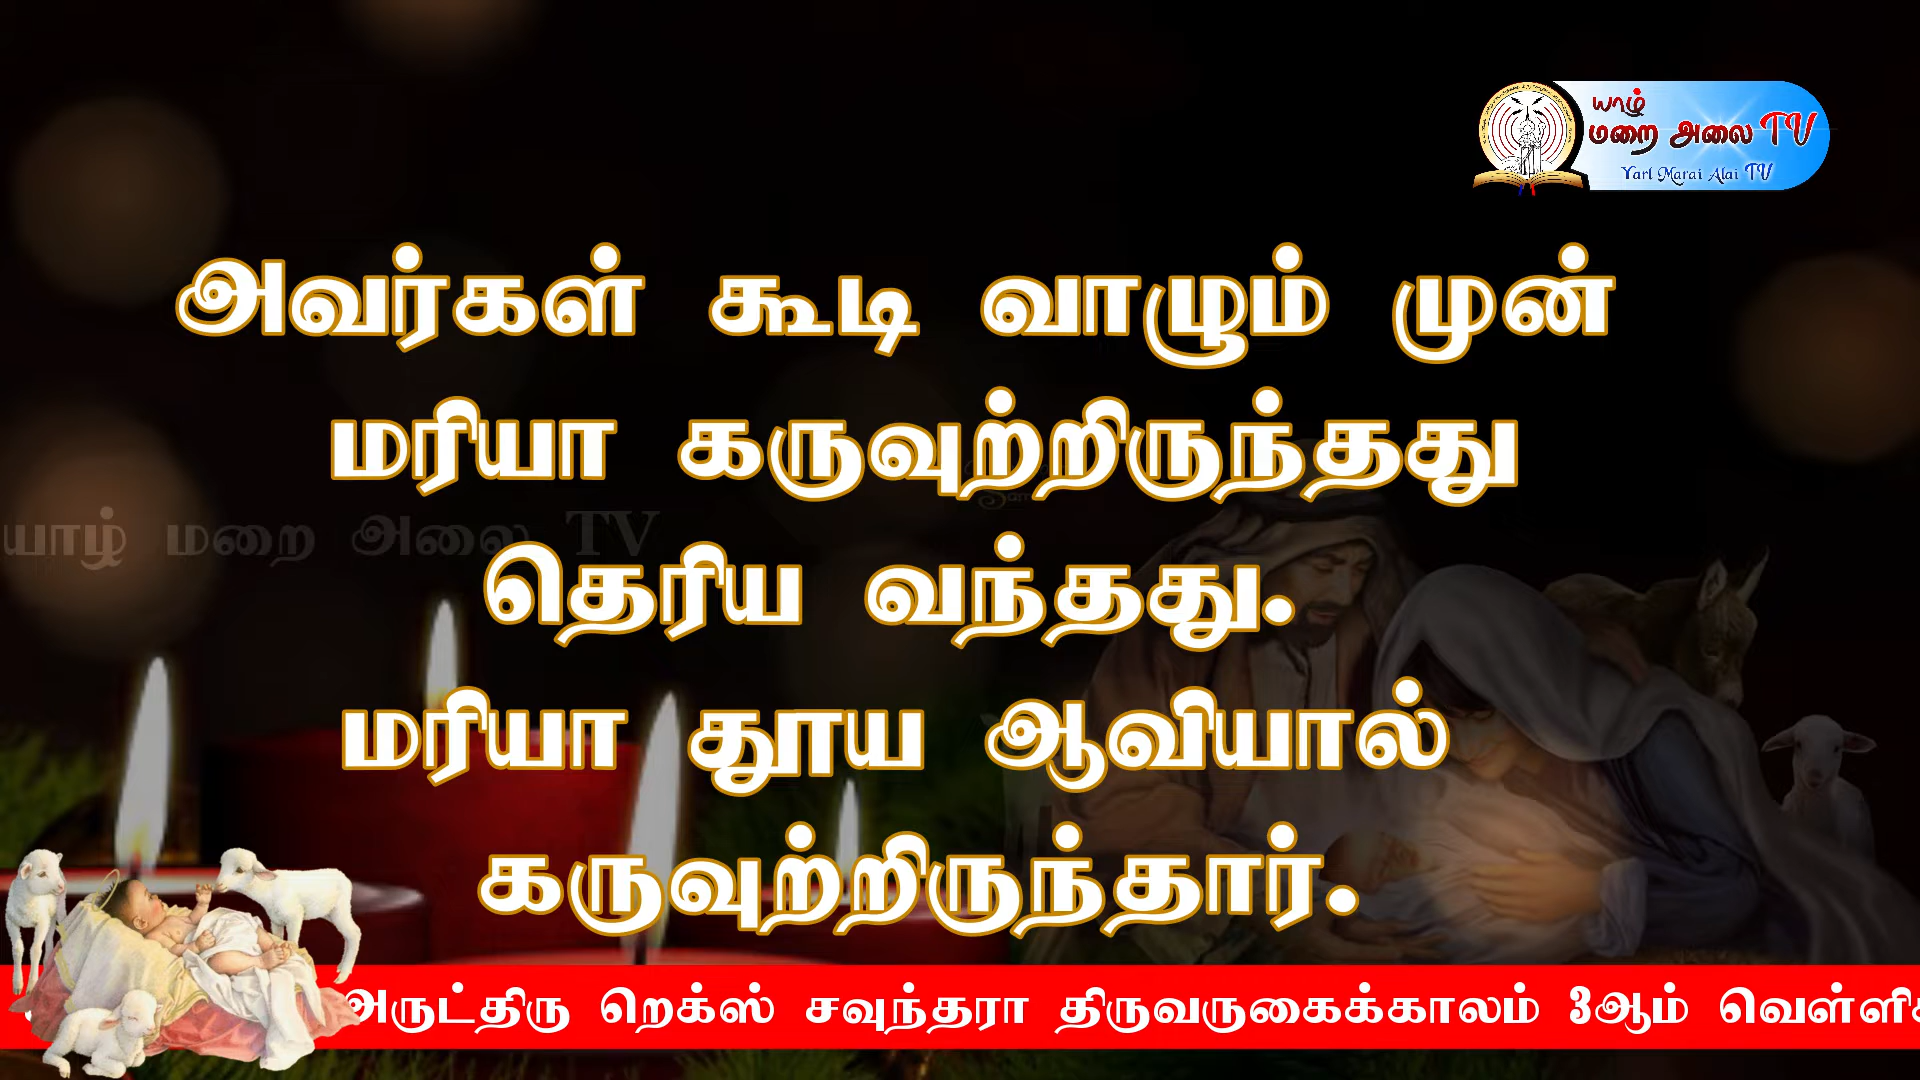 யாழ்
மறை அலை TV
Yarl Marai Alai TV
அவர்கள் கூடி வாழும் முன்
மரியா கருவுற்றிருந்தது
யாழ் மறை அலை TV
தெரிய வந்தது.
மரியா தூய ஆவியால்
கருவுற்றிருந்தார்.
அருட்திரு றெக்ஸ் சவுந்தரா திருவருகைக்காலம் 3ஆம்